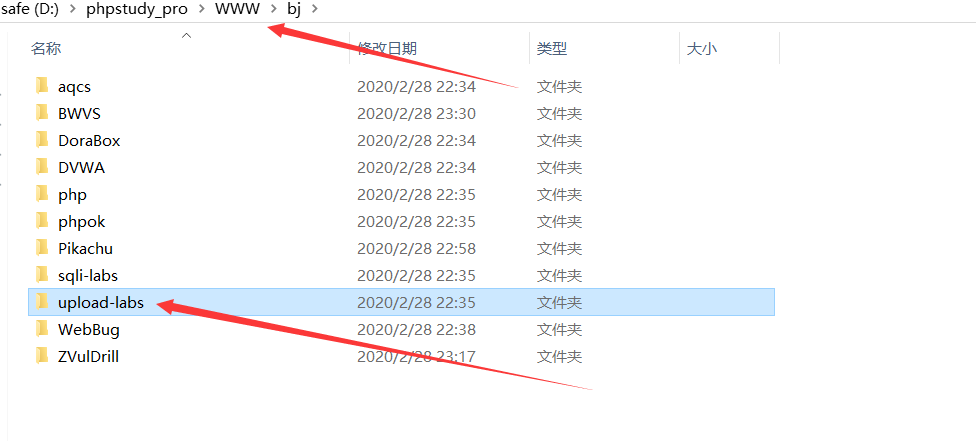 safe (D:) > phpstudy_pro > WWW > bj >
名称 修改日期 类型 大小
aqcs 2020/2/28 22:34 文件夹
BWVS 2020/2/28 23:30 文件夹
DoraBox 2020/2/28 22:34 文件夹
DVWA 2020/2/28 22:34 文件夹
php 2020/2/28 22:35 文件夹
phpok 2020/2/28 22:35 文件夹
Pikachu 2020/2/28 22:58 文件夹
sqli-labs 2020/2/28 22:35 文件夹
upload-labs 2020/2/28 22:35 文件夹
WebBug 2020/2/28 22:38 文件夹
ZVulDrill 2020/2/28 23:17 文件夹